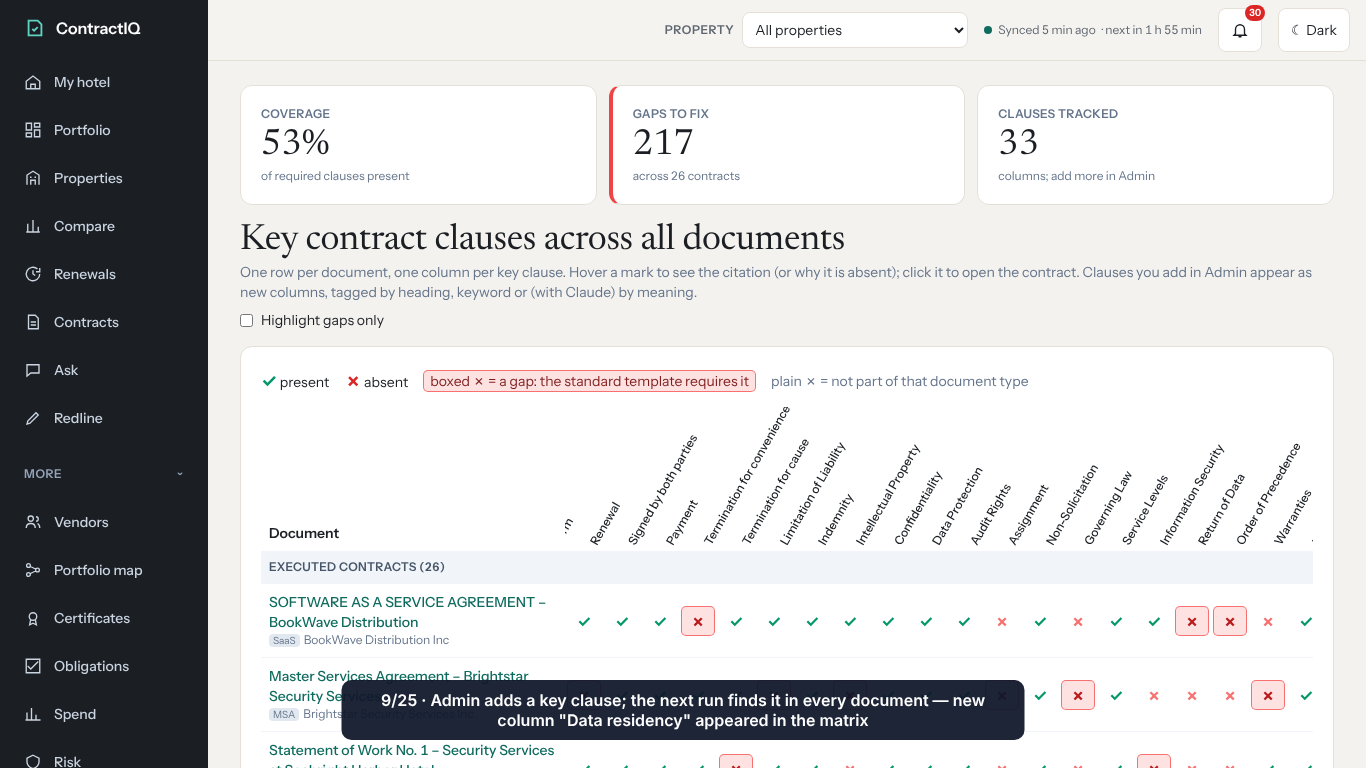 ContractIQ
PROPERTY
All properties
Synced 5 min ago · next in 1 h 55 min
30
☾ Dark
My hotel
Portfolio
Properties
Compare
Renewals
Contracts
Ask
Redline
MORE
Vendors
Portfolio map
Certificates
Obligations
Spend
Risk
COVERAGE
53%
of required clauses present
GAPS TO FIX
217
across 26 contracts
CLAUSES TRACKED
33
columns; add more in Admin
Key contract clauses across all documents
One row per document, one column per key clause. Hover a mark to see the citation (or why it is absent); click it to open the contract. Clauses you add in Admin appear as
new columns, tagged by heading, keyword or (with Claude) by meaning.
Highlight gaps only
✓ present
✕ absent
boxed ✕ = a gap: the standard template requires it
plain ✕ = not part of that document type
Document
Renewal
Signed by both parties
Payment
Termination for convenience
Termination for cause
Limitation of Liability
Indemnity
Intellectual Property
Confidentiality
Data Protection
Audit Rights
Assignment
Non-Solicitation
Governing Law
Service Levels
Information Security
Return of Data
Order of Precedence
Warranties
EXECUTED CONTRACTS (26)
SOFTWARE AS A SERVICE AGREEMENT –
BookWave Distribution
SaaS BookWave Distribution Inc
Master Services Agreement – Brightstar
Security Services
MSA Brightstar Security Services
9/25 · Admin adds a key clause; the next run finds it in every document — new
column "Data residency" appeared in the matrix
Statement of Work No. 1 – Security Services